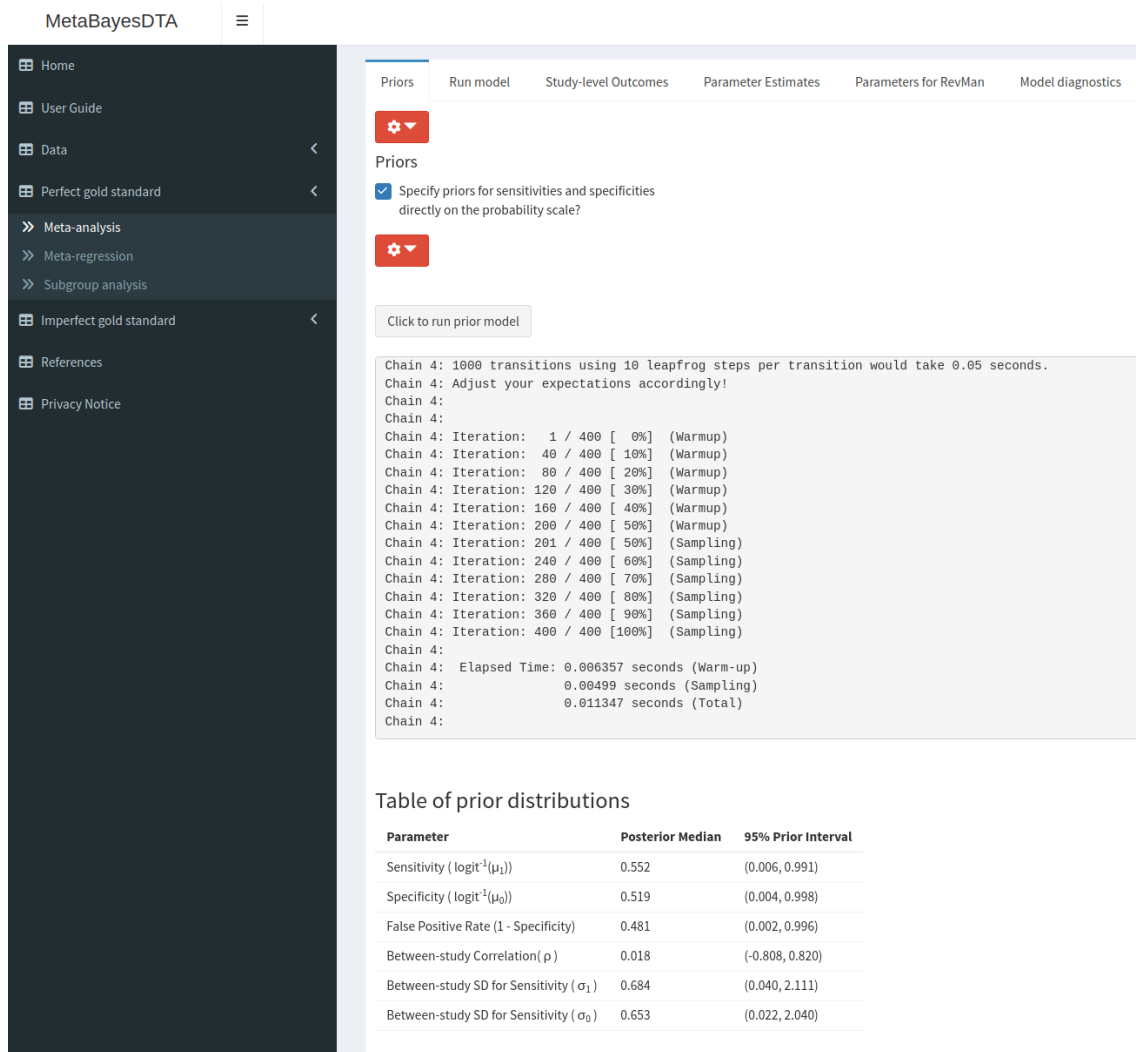 MetaBayesDTA
Home
User Guide
Data
Perfect gold standard
Meta-analysis
Meta-regression
Subgroup analysis
Imperfect gold standard
References
Privacy Notice
Priors Run model Study-level Outcomes Parameter Estimates Parameters for RevMan Model diagnostics
Priors
Specify priors for sensitivities and specificities
directly on the probability scale?
Click to run prior model
Chain 4: 1000 transitions using 10 leapfrog steps per transition would take 0.05 seconds.
Chain 4: Adjust your expectations accordingly!
Chain 4:
Chain 4:
Chain 4: Iteration:   1 / 400 [  0%]  (Warmup)
Chain 4: Iteration:  40 / 400 [ 10%]  (Warmup)
Chain 4: Iteration:  80 / 400 [ 20%]  (Warmup)
Chain 4: Iteration: 120 / 400 [ 30%]  (Warmup)
Chain 4: Iteration: 160 / 400 [ 40%]  (Warmup)
Chain 4: Iteration: 200 / 400 [ 50%]  (Warmup)
Chain 4: Iteration: 201 / 400 [ 50%]  (Sampling)
Chain 4: Iteration: 240 / 400 [ 60%]  (Sampling)
Chain 4: Iteration: 280 / 400 [ 70%]  (Sampling)
Chain 4: Iteration: 320 / 400 [ 80%]  (Sampling)
Chain 4: Iteration: 360 / 400 [ 90%]  (Sampling)
Chain 4: Iteration: 400 / 400 [100%]  (Sampling)
Chain 4:
Chain 4:  Elapsed Time: 0.006357 seconds (Warm-up)
Chain 4:                0.00499 seconds (Sampling)
Chain 4:                0.011347 seconds (Total)
Chain 4:
Table of prior distributions
Parameter Posterior Median 95% Prior Interval
Sensitivity ( logit⁻¹(μ₁)) 0.552 (0.006, 0.991)
Specificity ( logit⁻¹(μ₀)) 0.519 (0.004, 0.998)
False Positive Rate (1 - Specificity) 0.481 (0.002, 0.996)
Between-study Correlation( ρ ) 0.018 (-0.808, 0.820)
Between-study SD for Sensitivity ( σ₁ ) 0.684 (0.040, 2.111)
Between-study SD for Sensitivity ( σ₀ ) 0.653 (0.022, 2.040)